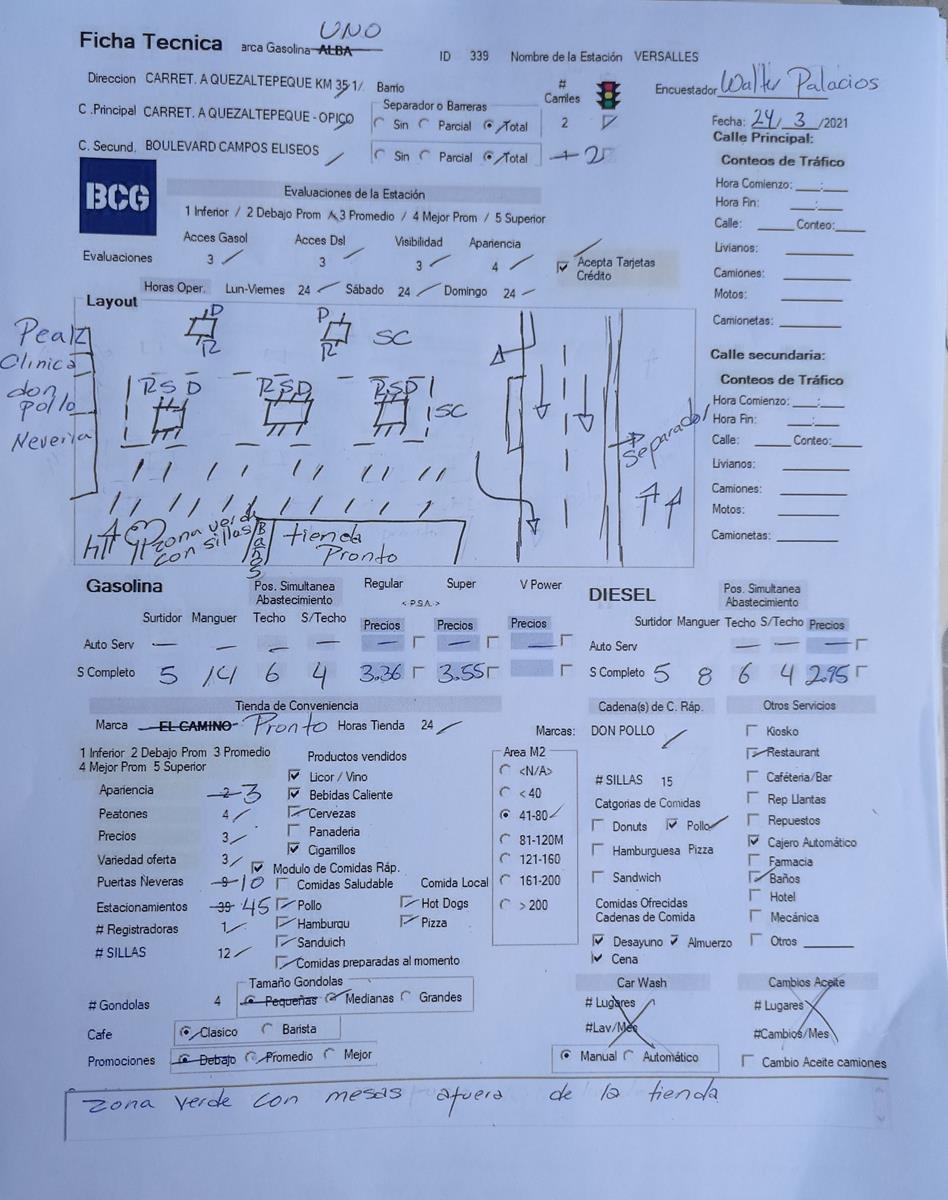 UNO
Ficha Tecnica arca Gasolina ALBA ID 339 Nombre de la Estación VERSALLES
Direccion CARRET. A QUEZALTEPEQUE KM 35 1/ Barrio # Carriles Encuestador Walter Palacios
C .Principal CARRET. A QUEZALTEPEQUE - OPICO Separador o Barreras Sin Parcial Total 2 Fecha: 24/ 3 /2021
C. Secund. BOULEVARD CAMPOS ELISEOS Sin Parcial Total 2
Calle Principal:
Conteos de Tráfico
Hora Comienzo: ____:____
Hora Fin: __:__
Calle: ____ Conteo:____
Livianos:
Camiones:
Motos:
Camionetas:
BCG
Evaluaciones de la Estación
1 Inferior / 2 Debajo Prom / 3 Promedio / 4 Mejor Prom / 5 Superior
Acces Gasol Acces Dsl Visibilidad Apariencia
Evaluaciones 3 3 3 4 Acepta Tarjetas Crédito
Horas Oper. Lun-Viernes 24 Sábado 24 Domingo 24
Layout
D R D R SC
Clinica
don pollo
Neveria
R S D R S D R S D SC
Separador
zona verde con sillas
Baños
tienda Pronto
Calle secundaria:
Conteos de Tráfico
Hora Comienzo: ____:____
Hora Fin: __:__
Calle: ____ Conteo:____
Livianos:
Camiones:
Motos:
Camionetas:
Gasolina Pos. Simultanea Abastecimiento Regular Super V Power
< P.S.A. ->
Surtidor Manguer Techo S/Techo Precios Precios Precios
Auto Serv — — — — — —
S Completo 5 14 6 4 3.36 3.55
DIESEL Pos. Simultanea Abastecimiento
Surtidor Manguer Techo S/Techo Precios
Auto Serv — — —
S Completo 5 8 6 4 2.95
Tienda de Conveniencia
Marca EL CAMINO Pronto Horas Tienda 24
1 Inferior 2 Debajo Prom 3 Promedio
4 Mejor Prom 5 Superior
Apariencia 2 3
Peatones 4
Precios 3
Variedad oferta 3
Puertas Neveras 9 10
Estacionamientos 39 45
# Registradoras 1
# SILLAS 12
Productos vendidos
Licor / Vino
Bebidas Caliente
Cervezas
Panaderia
Cigarrillos
Modulo de Comidas Ráp.
Comidas Saludable Comida Local
Pollo Hot Dogs
Hamburgu Pizza
Sanduich
Comidas preparadas al momento
Marcas:
Area M2
<N/A>
< 40
41-80
81-120M
121-160
161-200
> 200
Cadena(s) de C. Ráp.
DON POLLO
# SILLAS 15
Catgorias de Comidas
Donuts Pollo
Hamburguesa Pizza
Sandwich
Comidas Ofrecidas
Cadenas de Comida
Desayuno Almuerzo
Cena
Otros Servicios
Kiosko
Restaurant
Caféteria/Bar
Rep Llantas
Repuestos
Cajero Automático
Farmacia
Baños
Hotel
Mecánica
Otros ________
# Gondolas 4 Tamaño Gondolas Pequeñas Medianas Grandes
Cafe Clasico Barista
Promociones Debajo Promedio Mejor
Car Wash
# Lugares
#Lav/Mes
Manual Automático
Cambios Aceite
# Lugares
#Cambios/Mes
Cambio Aceite camiones
zona verde con mesas afuera de la tienda